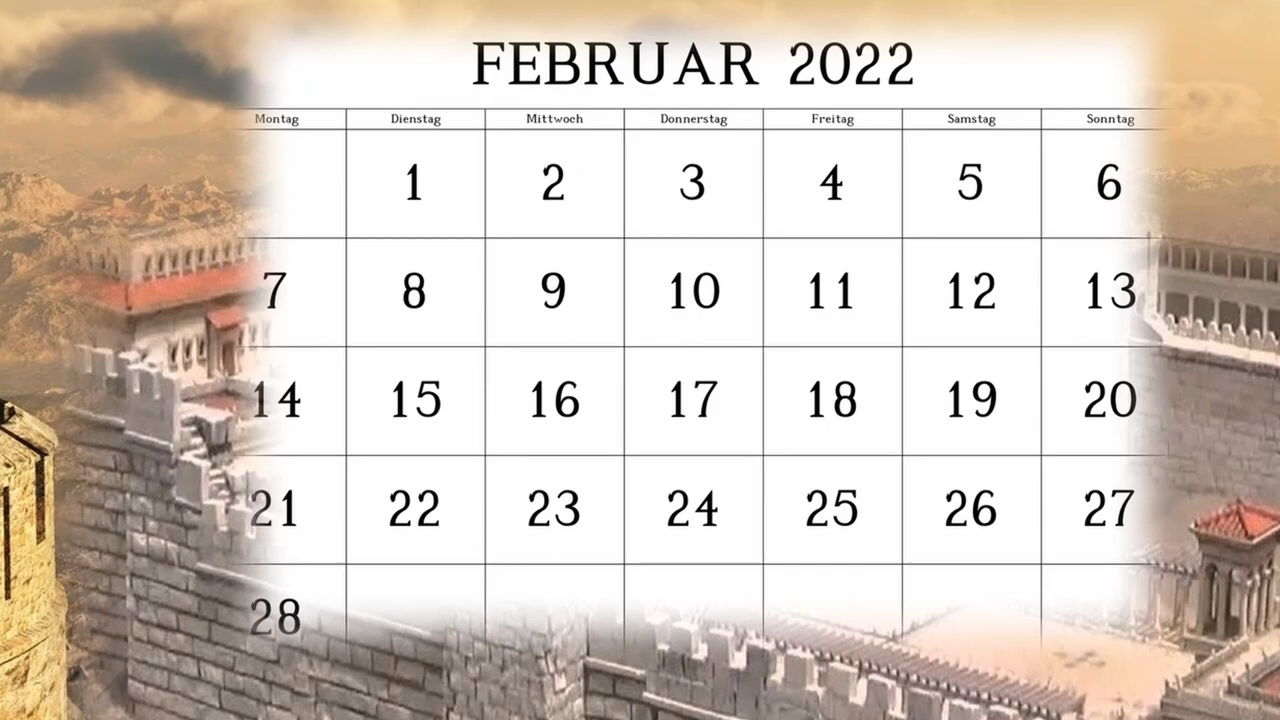 FEBRUAR 2022
Montag Dienstag Mittwoch Donnerstag Freitag Samstag Sonntag
1 2 3 4 5 6
7 8 9 10 11 12 13
14 15 16 17 18 19 20
21 22 23 24 25 26 27
28